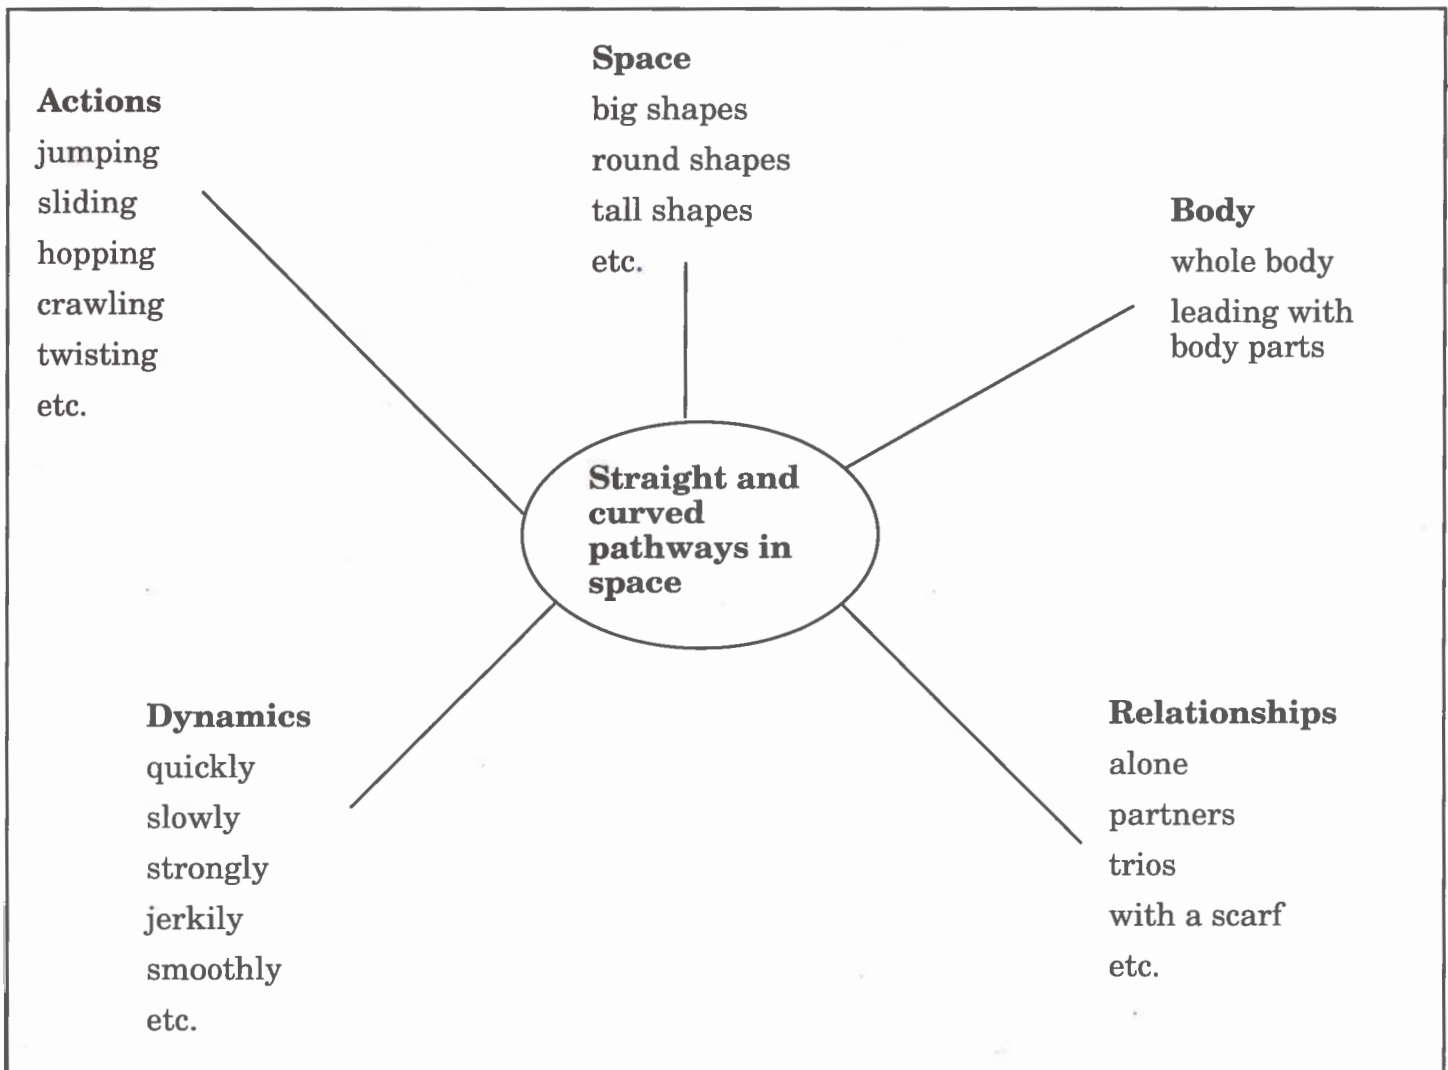 Actions
jumping
sliding
hopping
crawling
twisting
etc.
Space
big shapes
round shapes
tall shapes
etc.
Body
whole body
leading with
body parts
Straight and
curved
pathways in
space
Dynamics
quickly
slowly
strongly
jerkily
smoothly
etc.
Relationships
alone
partners
trios
with a scarf
etc.